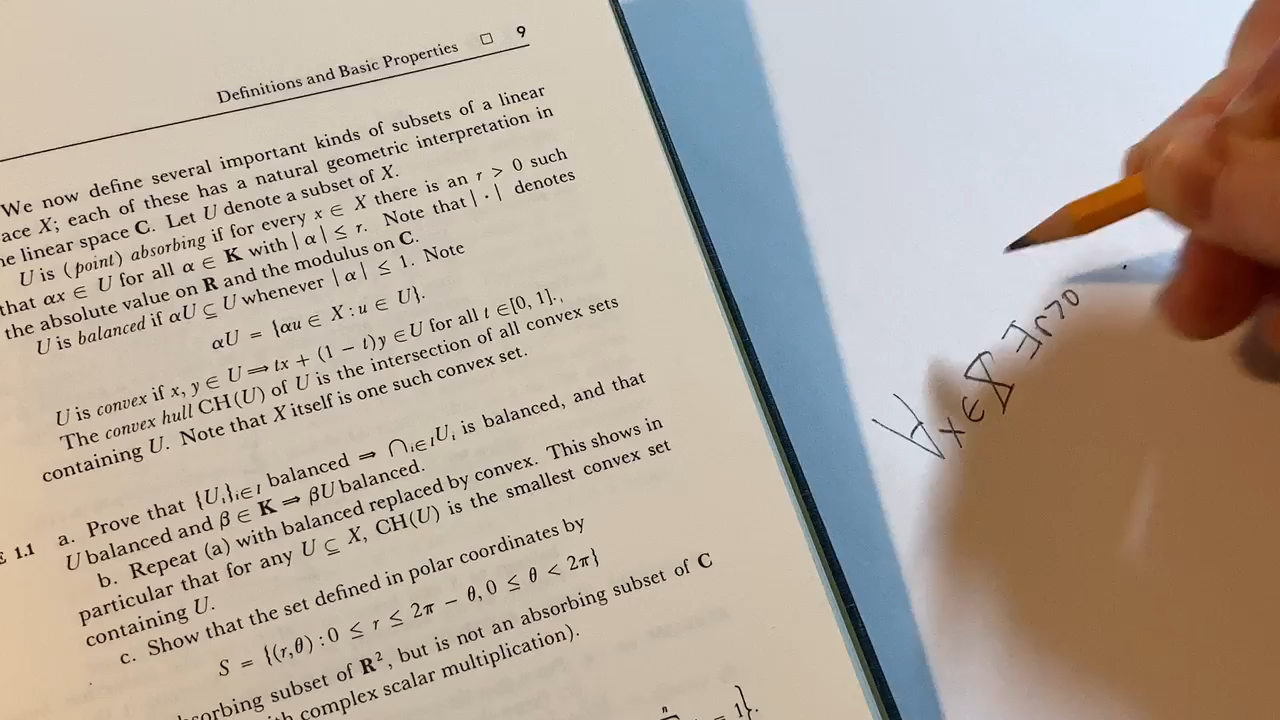 Definitions and Basic Properties □ 9
We now define several important kinds of subsets of a linear
ace X; each of these has a natural geometric interpretation in
he linear space C. Let U denote a subset of X.
U is (point) absorbing if for every x ∈ X there is an r > 0 such
that αx ∈ U for all α ∈ K with |α| ≤ r. Note that |·| denotes
the absolute value on R and the modulus on C.
U is balanced if αU ⊆ U whenever |α| ≤ 1. Note
αU = {αu ∈ X : u ∈ U}.
U is convex if x, y ∈ U ⟹ tx + (1 − t)y ∈ U for all t ∈ [0, 1].
The convex hull CH(U) of U is the intersection of all convex sets
containing U. Note that X itself is one such convex set.
E 1.1 a. Prove that {Uᵢ}ᵢ∈I balanced ⇒ ⋂ᵢ∈I Uᵢ is balanced, and that
U balanced and β ∈ K ⇒ βU balanced.
b. Repeat (a) with balanced replaced by convex. This shows in
particular that for any U ⊆ X, CH(U) is the smallest convex set
containing U.
c. Show that the set defined in polar coordinates by
S = {(r,θ) : 0 ≤ r ≤ 2π − θ, 0 ≤ θ < 2π}
sorbing subset of R², but is not an absorbing subset of C
th complex scalar multiplication).
n
= 1}.
∀x∈X ∃r>0